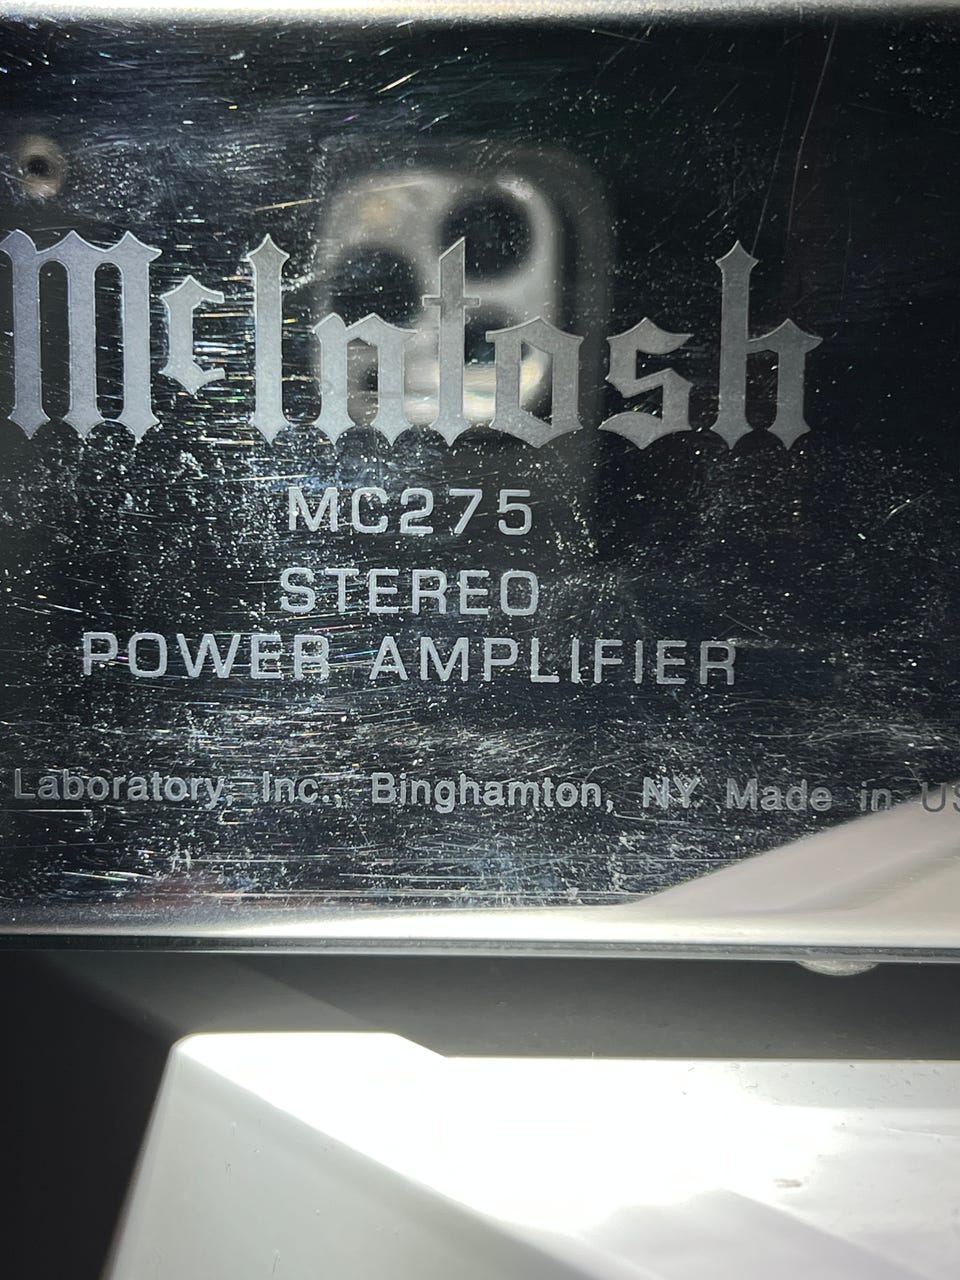 McIntosh
MC275
STEREO
POWER AMPLIFIER
Laboratory, Inc., Binghamton, NY Made in